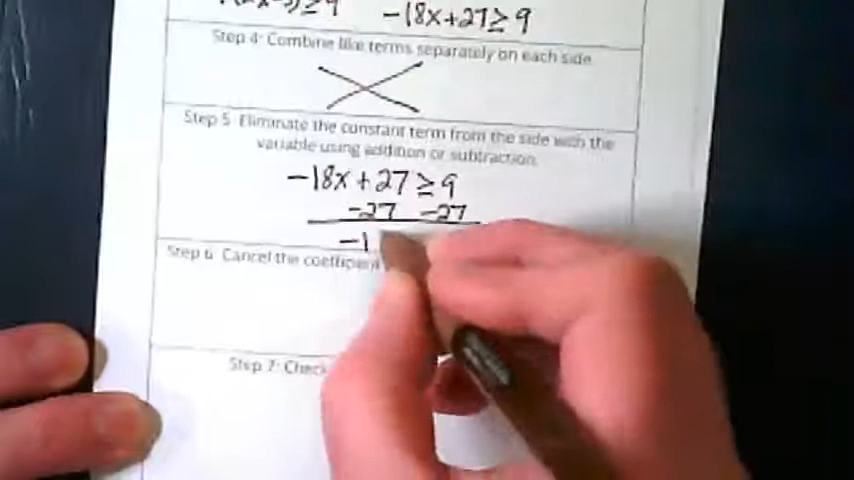 ≥9 -18x+27≥9
Step 4: Combine like terms separately on each side.
Step 5: Eliminate the constant term from the side with the
variable using addition or subtraction.
-18x+27≥9
-27 -27
-1
Step 6: Cancel the coefficient
Step 7: Check